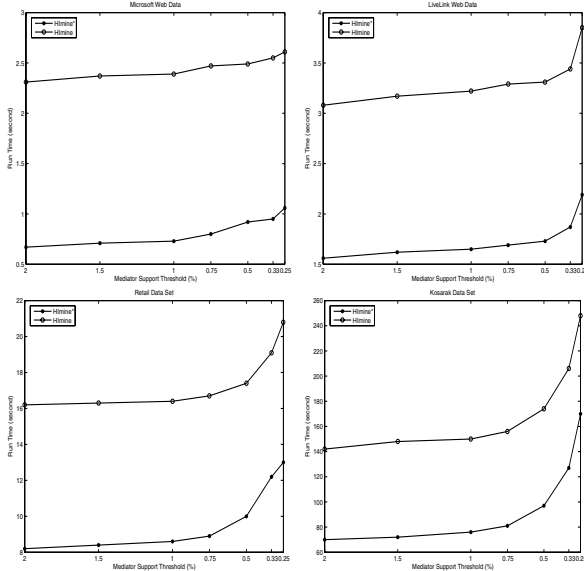 Microsoft Web Data
3
2.5
2
1.5
1
0.5
Run Time (second)
HImine*
HImine
2 1.5 1 0.75 0.5 0.33 0.25
Mediator Support Threshold (%)
LiveLink Web Data
4
3.5
3
2.5
2
1.5
Run Time (second)
HImine*
HImine
2 1.5 1 0.75 0.5 0.33 0.25
Mediator Support Threshold (%)
Retail Data Set
22
20
18
16
14
12
10
8
Run Time (second)
HImine*
HImine
2 1.5 1 0.75 0.5 0.33 0.25
Mediator Support Threshold (%)
Kosarak Data Set
260
240
220
200
180
160
140
120
100
80
60
Run Time (second)
HImine*
HImine
2 1.5 1 0.75 0.5 0.33 0.25
Mediator Support Threshold (%)